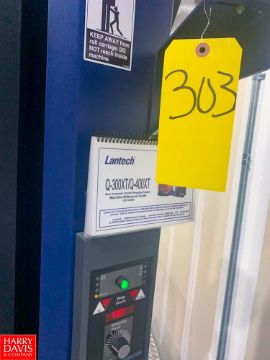 KEEP AWAY from
roll carriage. DO
NOT reach inside
machine.
303
Lantech
Q-300XT/Q-400XT
HARRY
DAVIS
& COMPANY